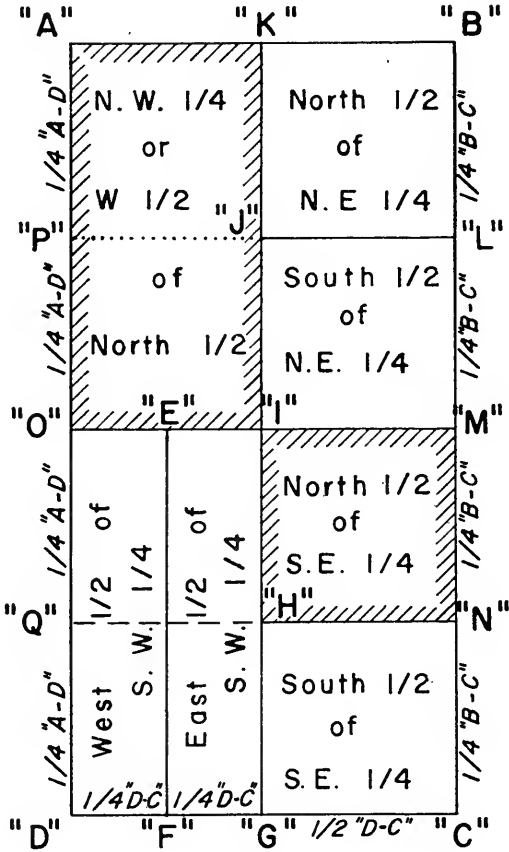 "A" "K" "B"
1/4 "A-D"
N. W. 1/4
or
W 1/2
North 1/2
of
N. E 1/4
1/4 "B-C"
"P" "J" "L"
1/4 "A-D"
of
North 1/2
South 1/2
of
N.E. 1/4
1/4 "B-C"
"O" "E" "I" "M"
1/4 "A-D"
West 1/2 of
S. W. 1/4
East 1/2 of
S. W. 1/4
North 1/2
of
S.E. 1/4
1/4 "B-C"
"Q" "H" "N"
1/4 "A-D"
South 1/2
of
S.E. 1/4
1/4 "B-C"
1/4 "D-C" 1/4 "D-C" 1/2 "D-C"
"D" "F" "G" "C"